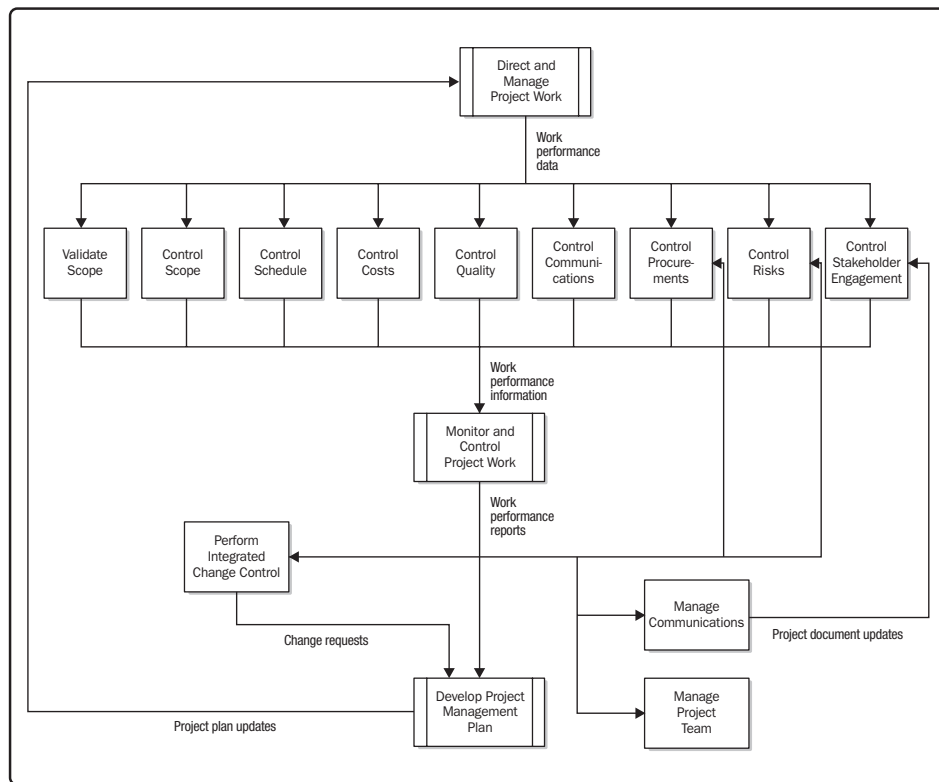 Direct and
Manage
Project Work
Work
performance
data
Validate
Scope
Control
Scope
Control
Schedule
Control
Costs
Control
Quality
Control
Communi-
cations
Control
Procure-
ments
Control
Risks
Control
Stakeholder
Engagement
Work
performance
information
Monitor and
Control
Project Work
Work
performance
reports
Perform
Integrated
Change Control
Manage
Communications
Change requests
Project document updates
Develop Project
Management
Plan
Project plan updates
Manage
Project
Team